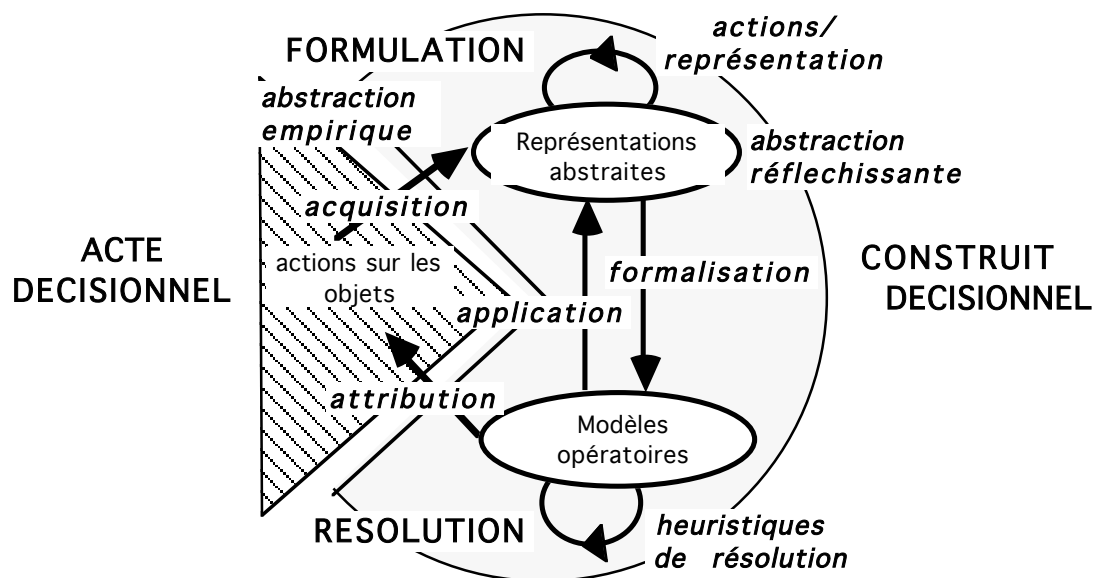 FORMULATION
actions/
représentation
abstraction
empirique
Représentations
abstraites
abstraction
réflechissante
acquisition
ACTE
DECISIONNEL
actions sur les
objets
formalisation
application
CONSTRUIT
DECISIONNEL
attribution
Modèles
opératoires
RESOLUTION
heuristiques
de résolution